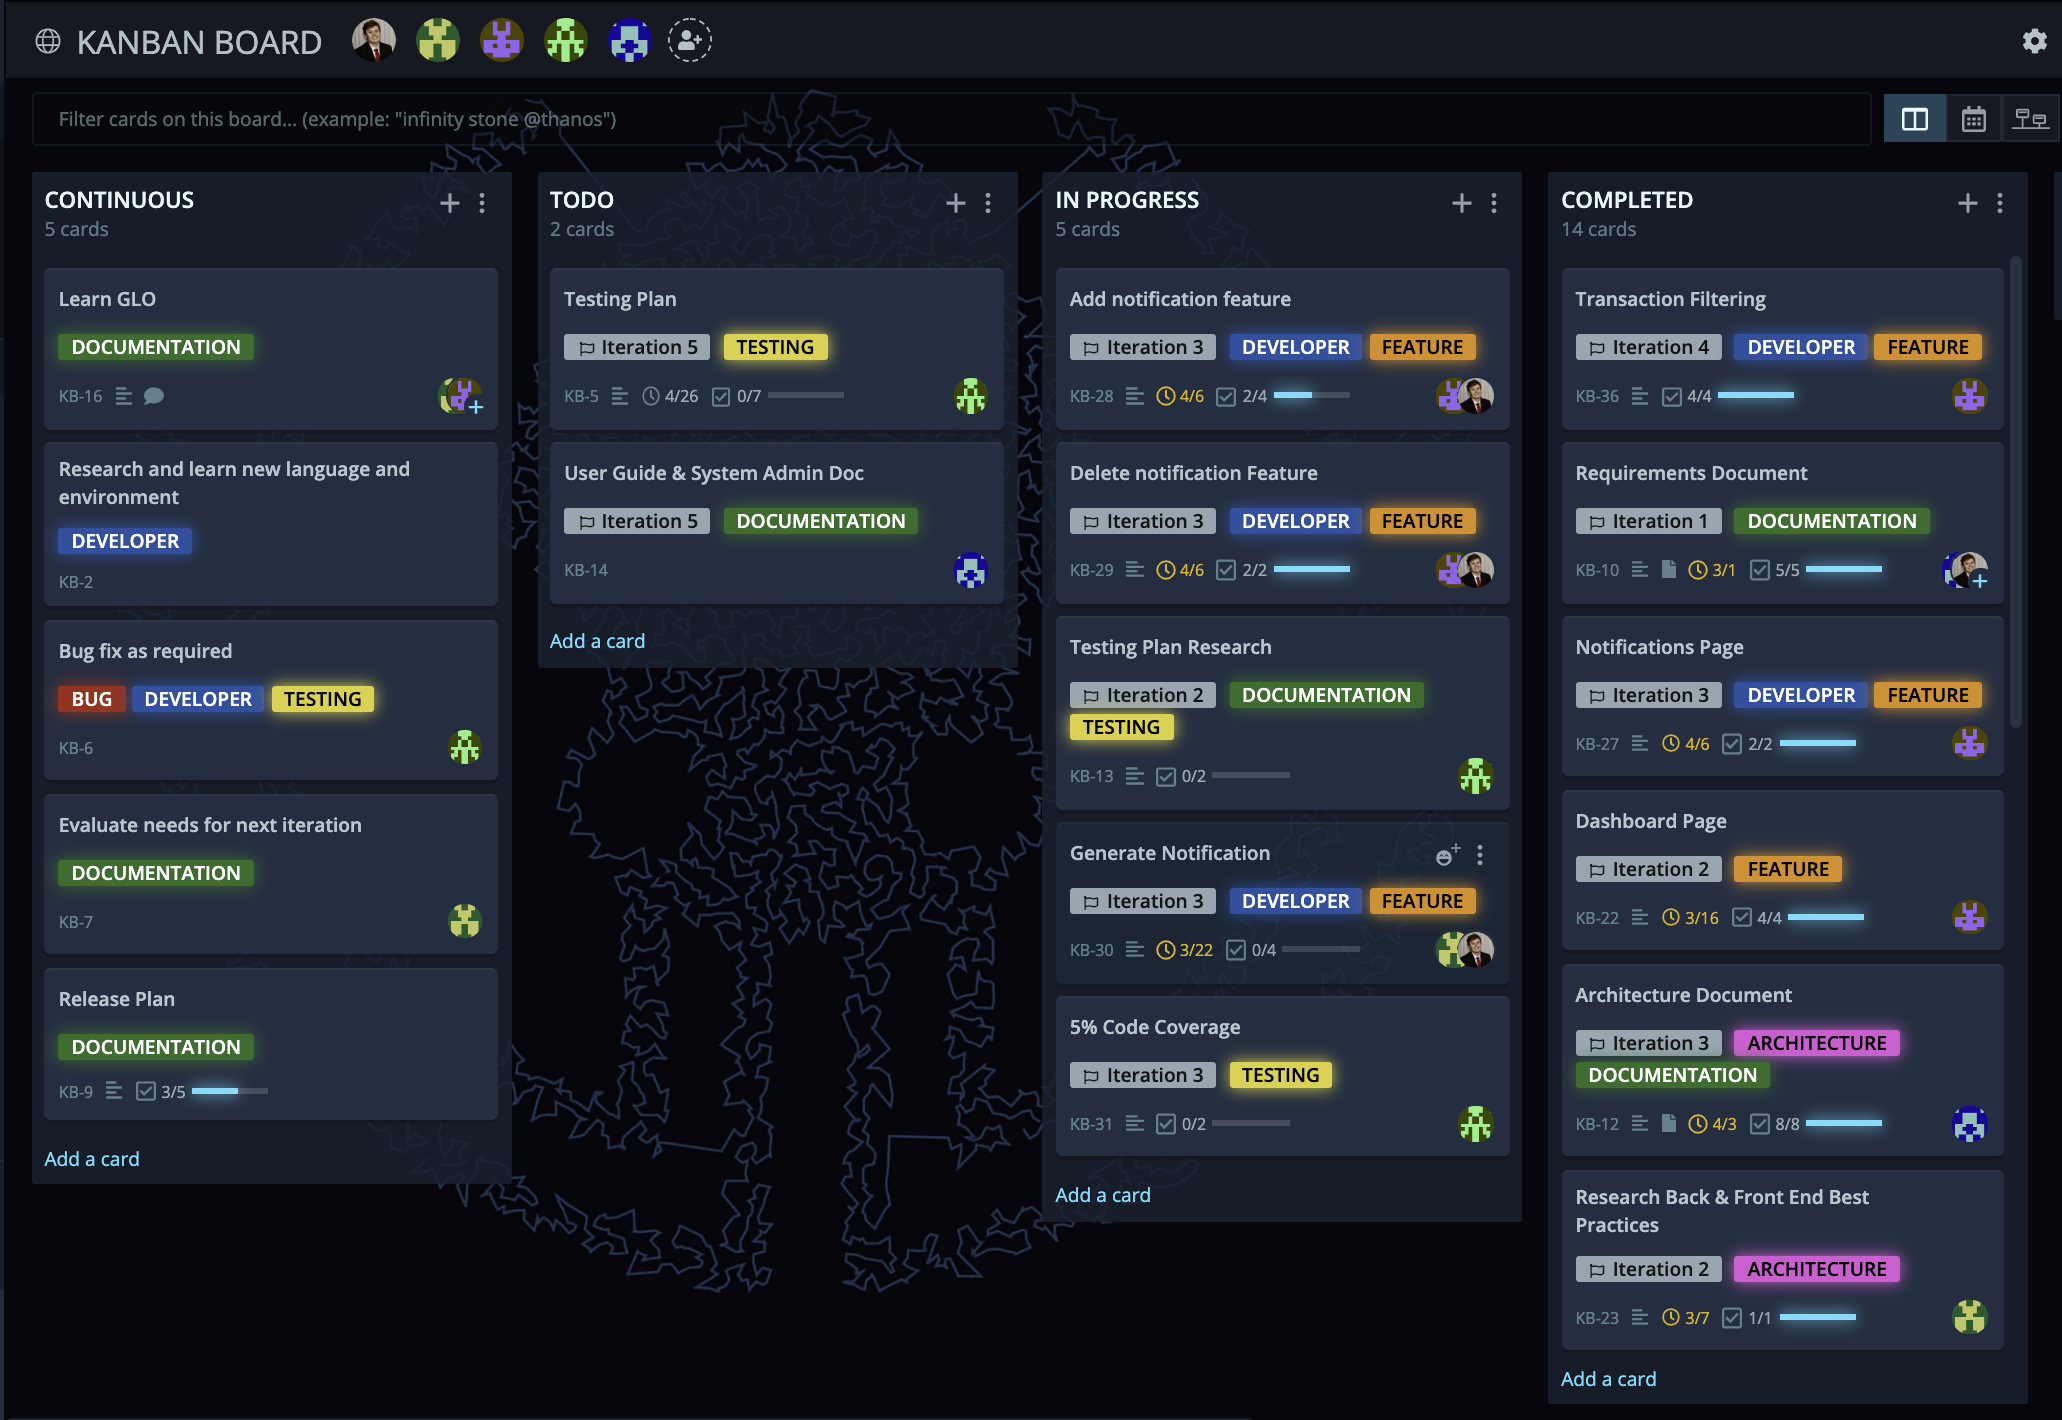 KANBAN BOARD
Filter cards on this board... (example: "infinity stone @thanos")
CONTINUOUS
5 cards
Learn GLO
DOCUMENTATION
KB-16
Research and learn new language and
environment
DEVELOPER
KB-2
Bug fix as required
BUG DEVELOPER TESTING
KB-6
Evaluate needs for next iteration
DOCUMENTATION
KB-7
Release Plan
DOCUMENTATION
KB-9 3/5
Add a card
TODO
2 cards
Testing Plan
Iteration 5 TESTING
KB-5 4/26 0/7
User Guide & System Admin Doc
Iteration 5 DOCUMENTATION
KB-14
Add a card
IN PROGRESS
5 cards
Add notification feature
Iteration 3 DEVELOPER FEATURE
KB-28 4/6 2/4
Delete notification Feature
Iteration 3 DEVELOPER FEATURE
KB-29 4/6 2/2
Testing Plan Research
Iteration 2 DOCUMENTATION
TESTING
KB-13 0/2
Generate Notification
Iteration 3 DEVELOPER FEATURE
KB-30 3/22 0/4
5% Code Coverage
Iteration 3 TESTING
KB-31 0/2
Add a card
COMPLETED
14 cards
Transaction Filtering
Iteration 4 DEVELOPER FEATURE
KB-36 4/4
Requirements Document
Iteration 1 DOCUMENTATION
KB-10 3/1 5/5
Notifications Page
Iteration 3 DEVELOPER FEATURE
KB-27 4/6 2/2
Dashboard Page
Iteration 2 FEATURE
KB-22 3/16 4/4
Architecture Document
Iteration 3 ARCHITECTURE
DOCUMENTATION
KB-12 4/3 8/8
Research Back & Front End Best
Practices
Iteration 2 ARCHITECTURE
KB-23 3/7 1/1
Add a card